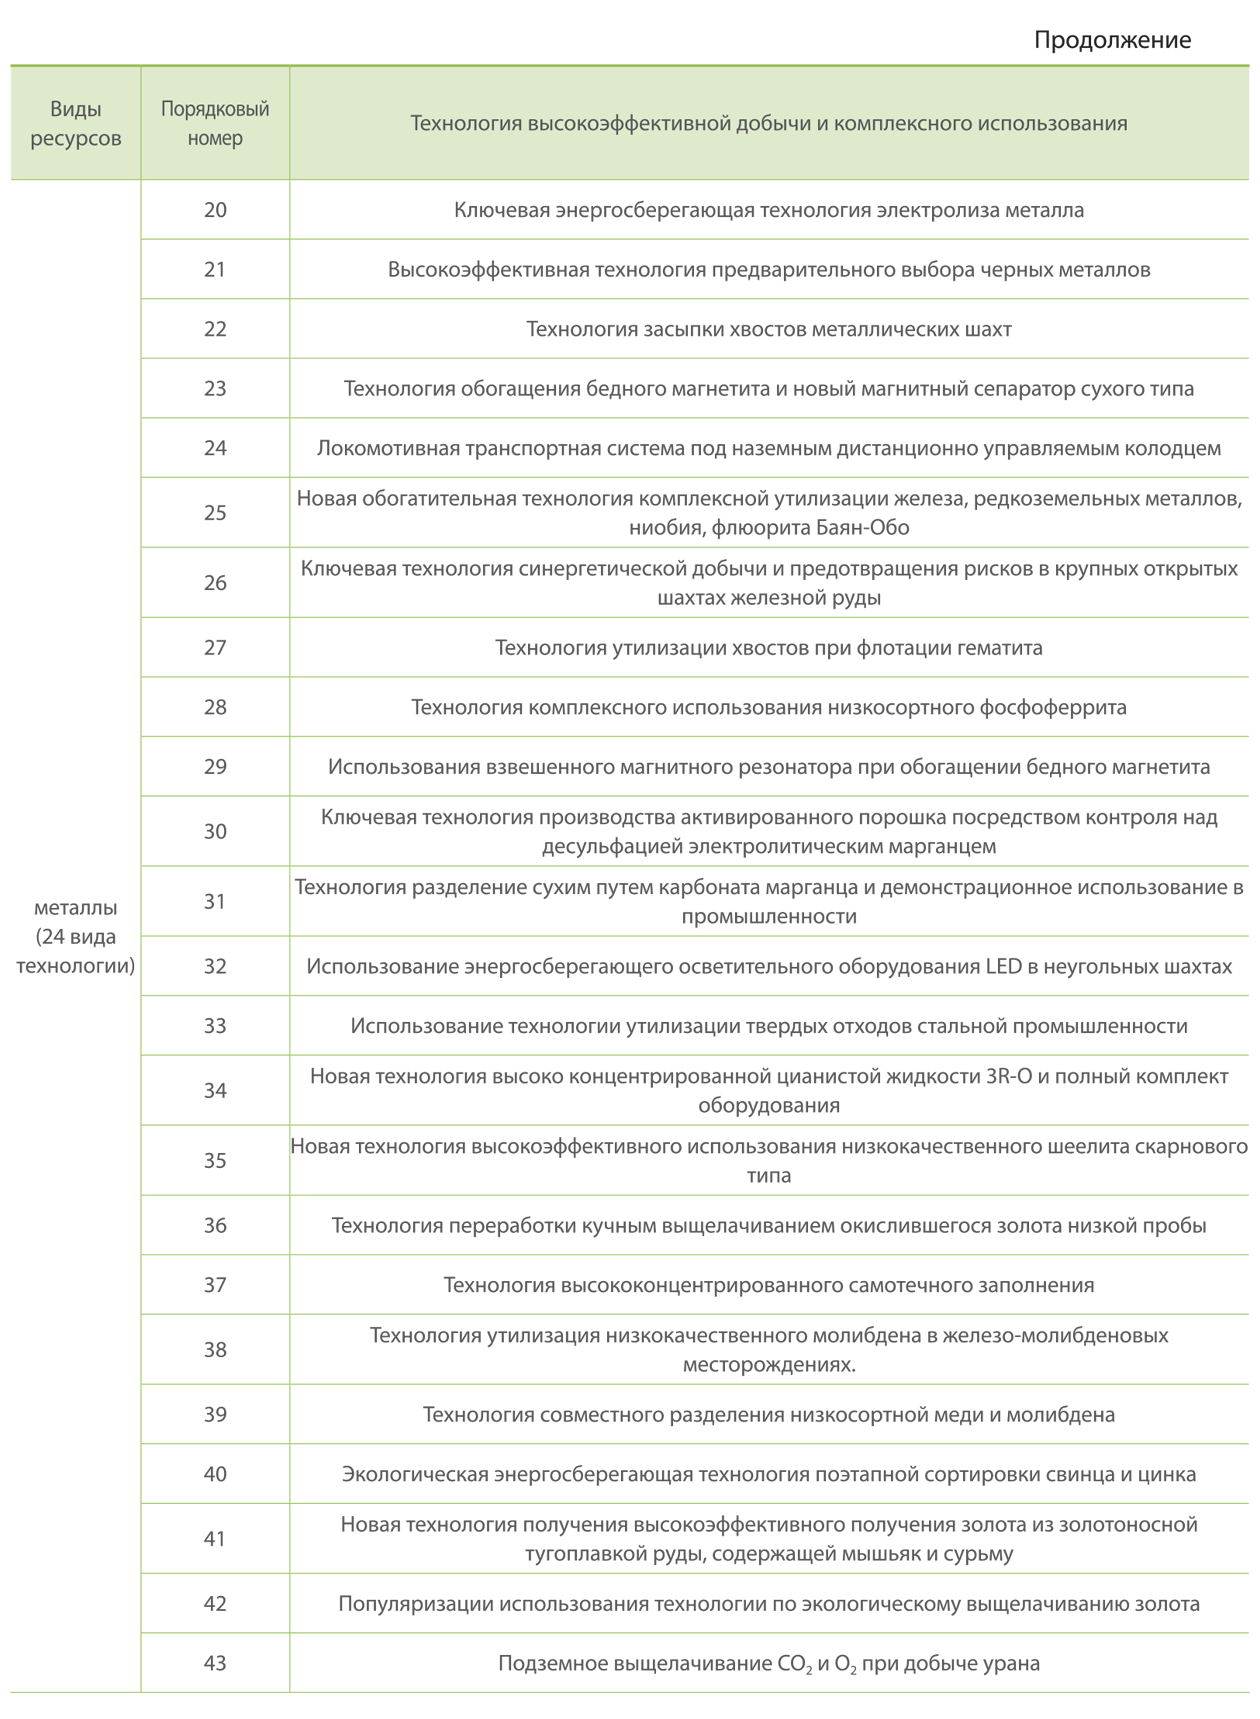 Продолжение
Виды
ресурсов
Порядковый
номер
Технология высокоэффективной добычи и комплексного использования
металлы
(24 вида
технологии)
20
Ключевая энергосберегающая технология электролиза металла
21
Высокоэффективная технология предварительного выбора черных металлов
22
Технология засыпки хвостов металлических шахт
23
Технология обогащения бедного магнетита и новый магнитный сепаратор сухого типа
24
Локомотивная транспортная система под наземным дистанционно управляемым колодцем
25
Новая обогатительная технология комплексной утилизации железа, редкоземельных металлов,
ниобия, флюорита Баян-Обо
26
Ключевая технология синергетической добычи и предотвращения рисков в крупных открытых
шахтах железной руды
27
Технология утилизации хвостов при флотации гематита
28
Технология комплексного использования низкосортного фосфоферрита
29
Использования взвешенного магнитного резонатора при обогащении бедного магнетита
30
Ключевая технология производства активированного порошка посредством контроля над
десульфацией электролитическим марганцем
31
Технология разделение сухим путем карбоната марганца и демонстрационное использование в
промышленности
32
Использование энергосберегающего осветительного оборудования LED в неугольных шахтах
33
Использование технологии утилизации твердых отходов стальной промышленности
34
Новая технология высоко концентрированной цианистой жидкости 3R-O и полный комплект
оборудования
35
Новая технология высокоэффективного использования низкокачественного шеелита скарнового
типа
36
Технология переработки кучным выщелачиванием окислившегося золота низкой пробы
37
Технология высококонцентрированного самотечного заполнения
38
Технология утилизация низкокачественного молибдена в железо-молибденовых
месторождениях.
39
Технология совместного разделения низкосортной меди и молибдена
40
Экологическая энергосберегающая технология поэтапной сортировки свинца и цинка
41
Новая технология получения высокоэффективного получения золота из золотоносной
тугоплавкой руды, содержащей мышьяк и сурьму
42
Популяризации использования технологии по экологическому выщелачиванию золота
43
Подземное выщелачивание CO₂ и O₂ при добыче урана